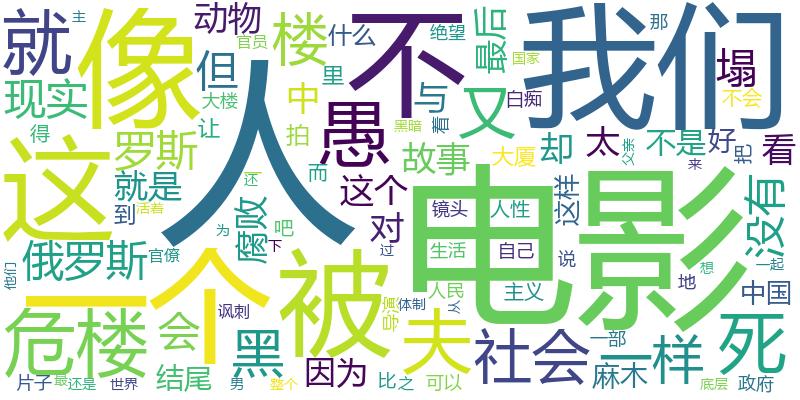 主
动物
官员
就
像
楼
什么
绝望
不
最后
我们
那
国家
塌
但
里
大楼
现实
中
与
着
又
白痴
不会
得
让
拍
黑暗
愚
罗斯
这
人
而
故事
大厦
却
太
不是
好
把
看
父亲
来
就是
还
这个
到
活着
对
镜头
人性
这样
没有
电影
腐败
为
吧
俄罗斯
官僚
下
过
生活
自己
说
地
想
一起
他们
一个
被
人民
主义
中国
讽刺
导演
体制
从
危楼
会
黑
夫
社会
一部
一样
死
因为
麻木
片子
最
还是
世界
结尾
男
整个
比
之
可以
底层
政府